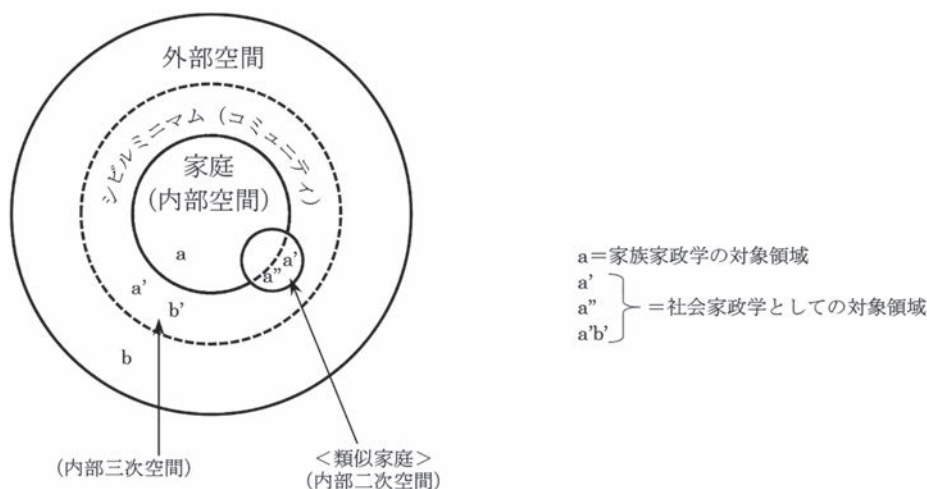 外部空間
シビルミニマム(コミュニティ)
家庭
(内部空間)
a
a'
a"
a'
b'
b
(内部三次空間)
<類似家庭>
(内部二次空間)
a=家族家政学の対象領域
a'
a"
a'b'
=社会家政学としての対象領域